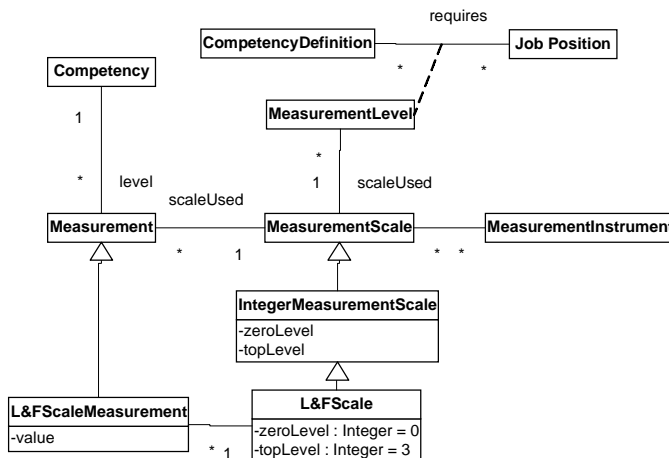 requires
CompetencyDefinition
Job Position
* *
Competency
1
MeasurementLevel
*
* level
1 scaleUsed
scaleUsed
Measurement
MeasurementScale
MeasurementInstrument
* 1
* *
IntegerMeasurementScale
-zeroLevel
-topLevel
L&FScaleMeasurement
-value
L&FScale
-zeroLevel : Integer = 0
-topLevel : Integer = 3
* 1